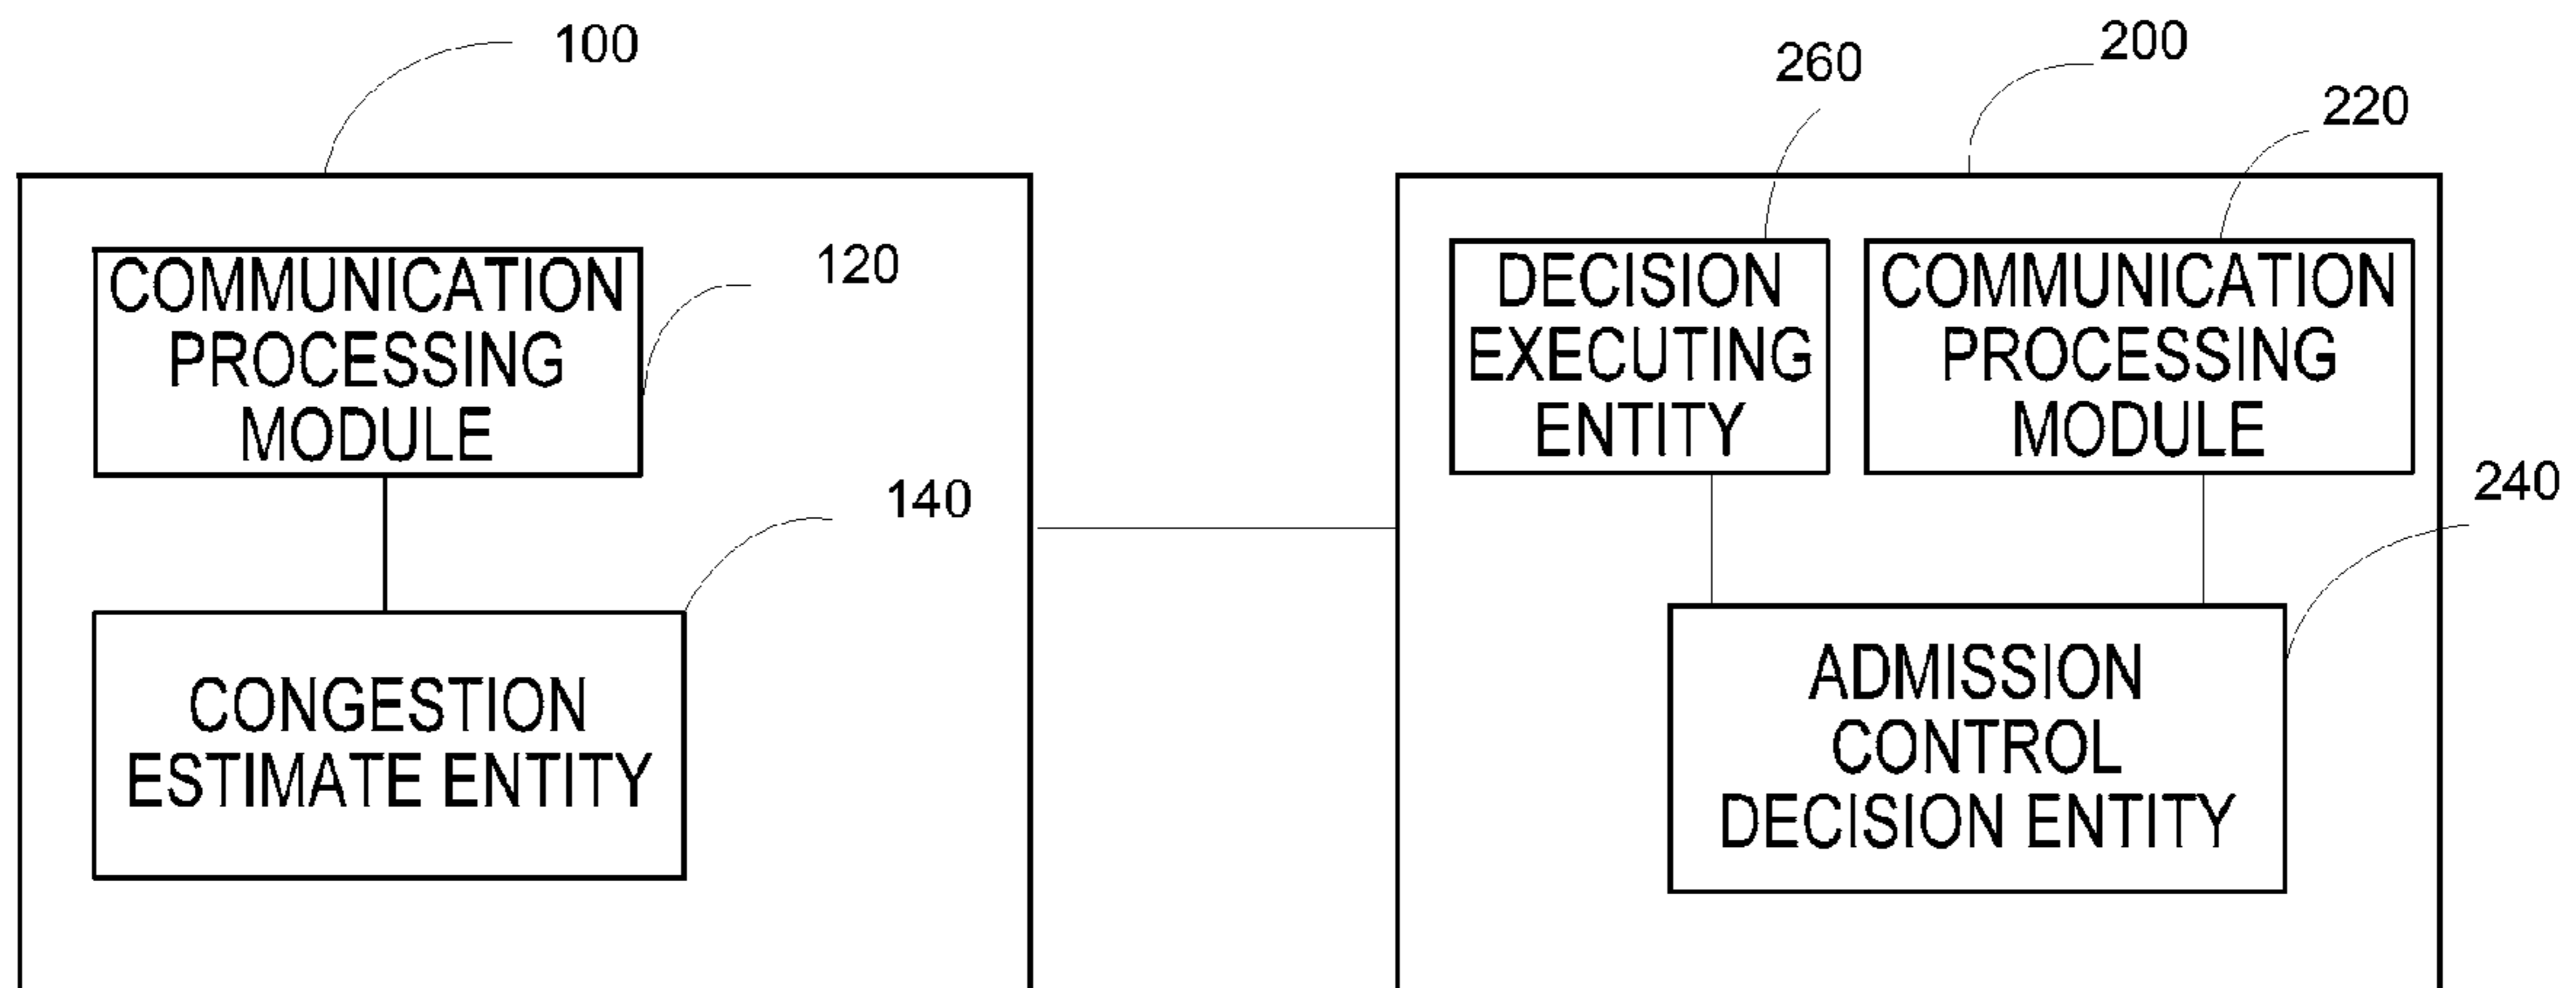 100
260
200
220
120
COMMUNICATION
PROCESSING
MODULE
DECISION
EXECUTING
ENTITY
COMMUNICATION
PROCESSING
MODULE
140
240
CONGESTION
ESTIMATE ENTITY
ADMISSION
CONTROL
DECISION ENTITY